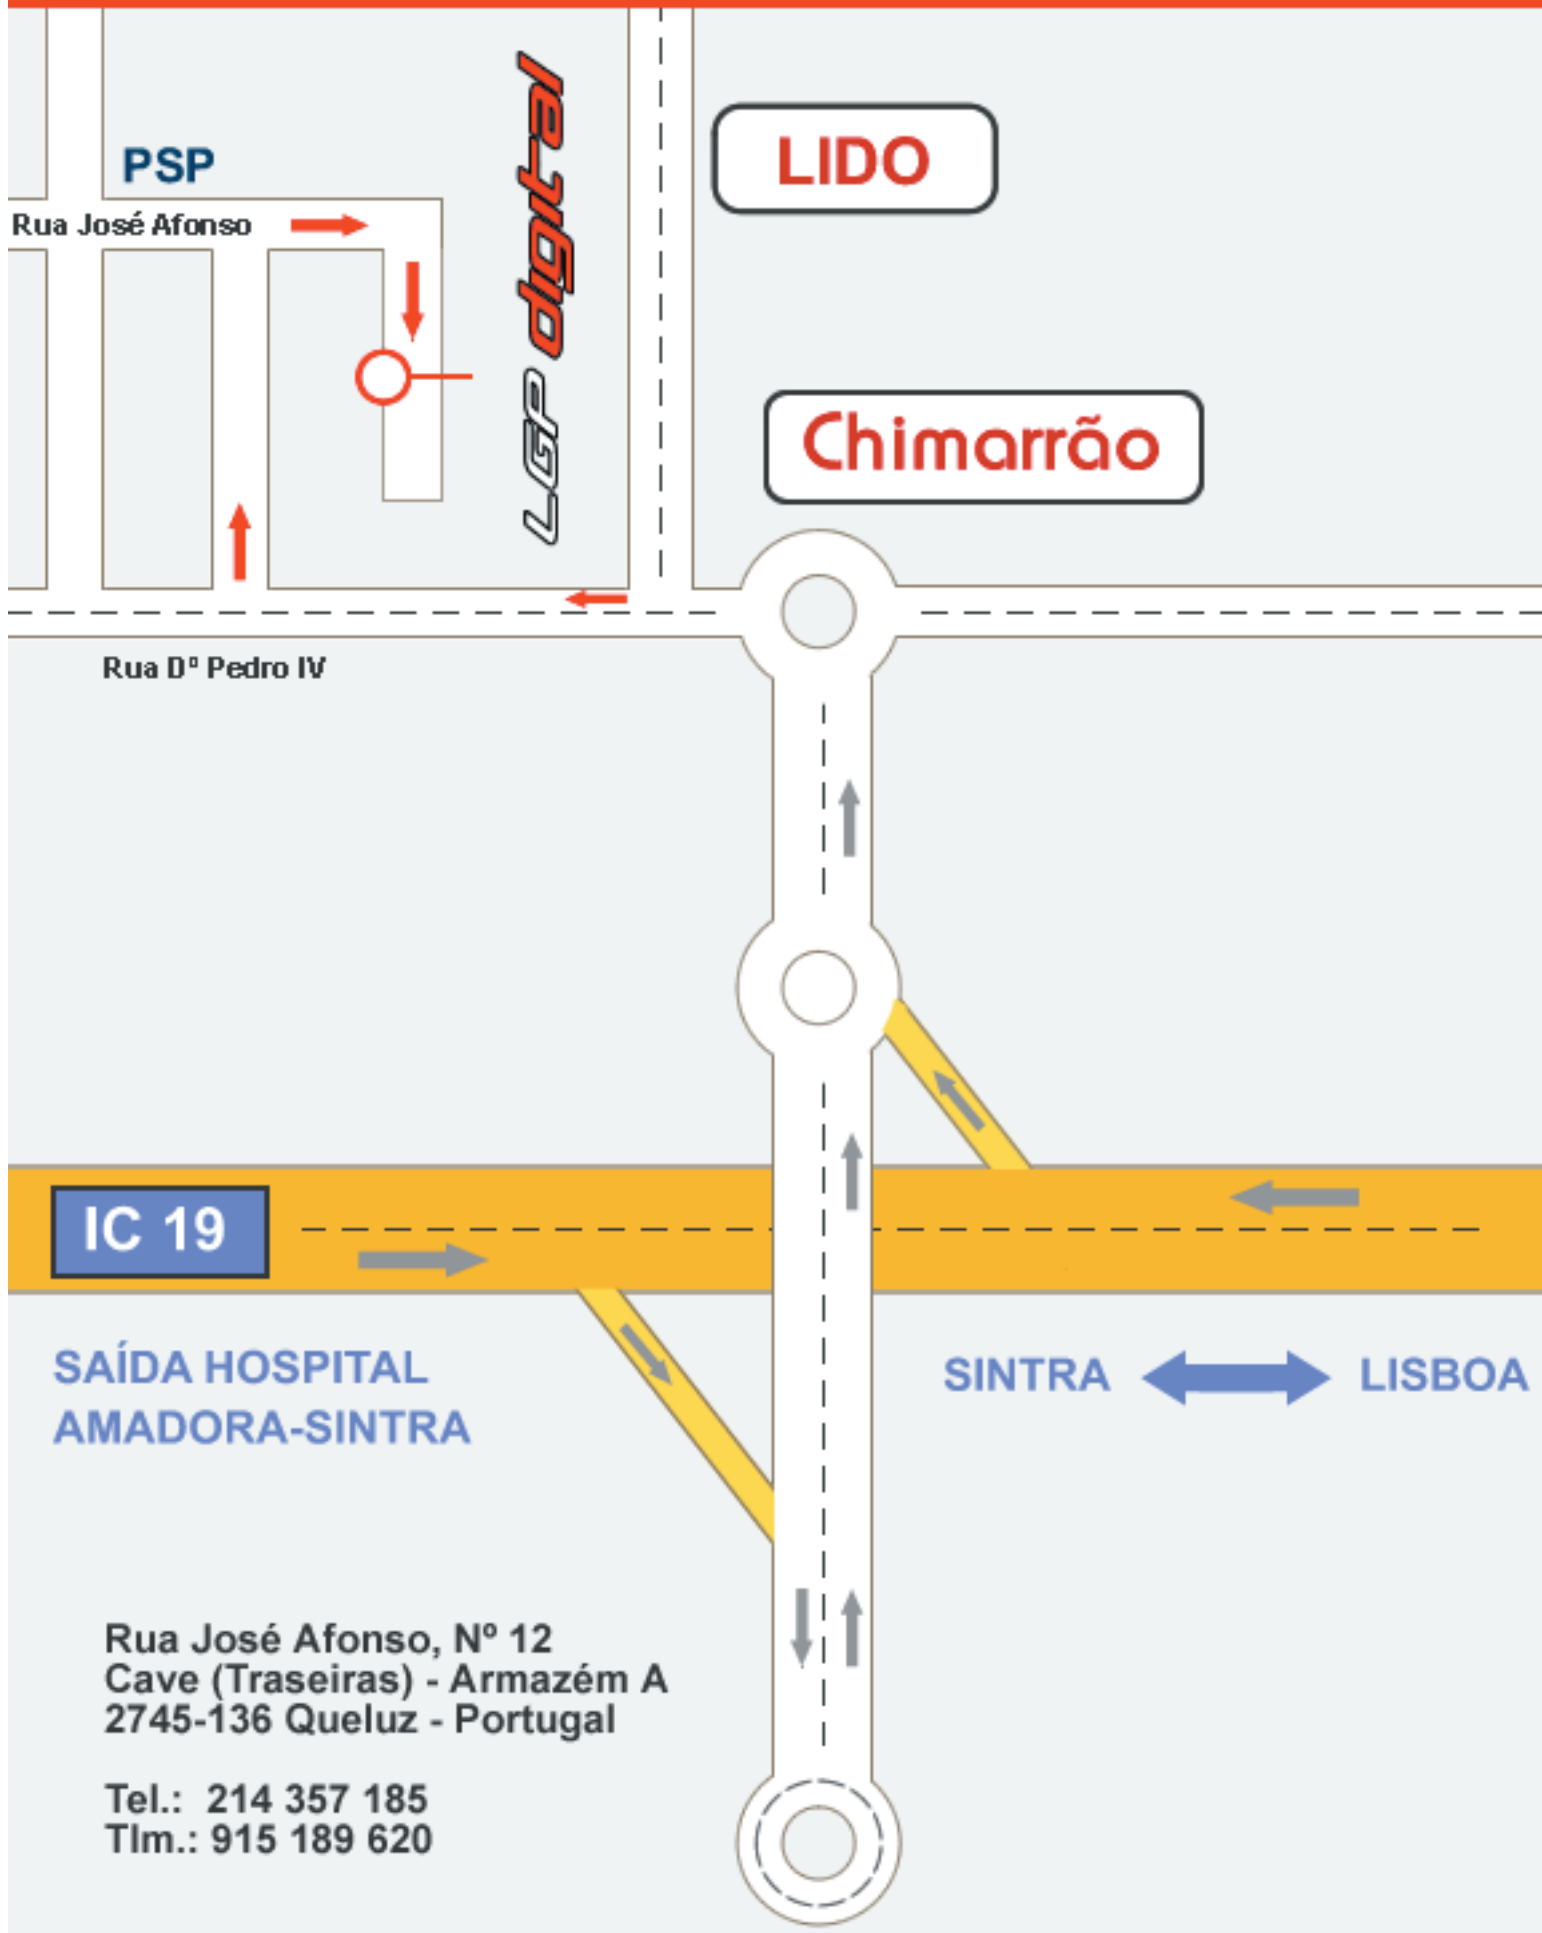 PSP
Rua José Afonso
LGP digital
LIDO
Chimarrão
Rua Dº Pedro IV
IC 19
SAÍDA HOSPITAL
AMADORA-SINTRA
SINTRA
LISBOA
Rua José Afonso, Nº 12
Cave (Traseiras) - Armazém A
2745-136 Queluz - Portugal
Tel.: 214 357 185
Tlm.: 915 189 620